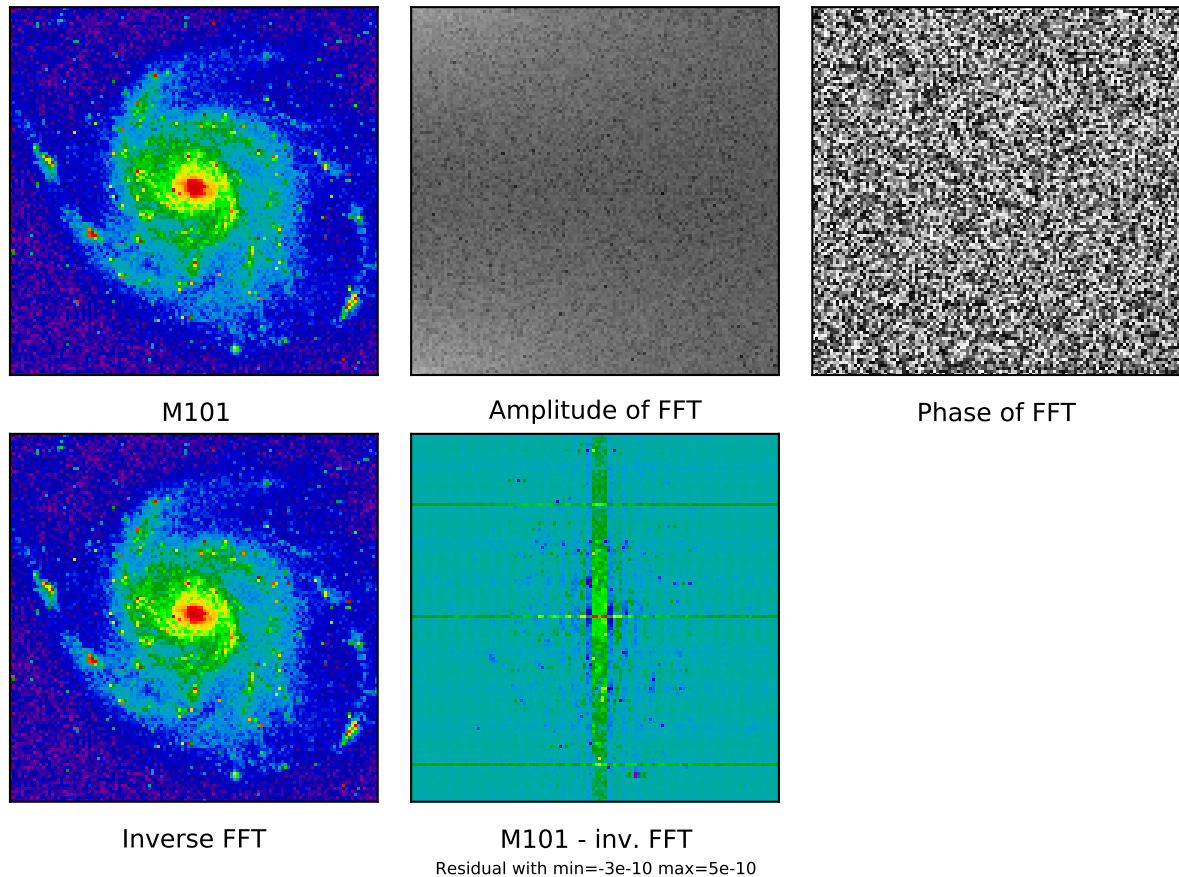 M101
Amplitude of FFT
Phase of FFT
Inverse FFT
M101 - inv. FFT
Residual with min=-3e-10 max=5e-10